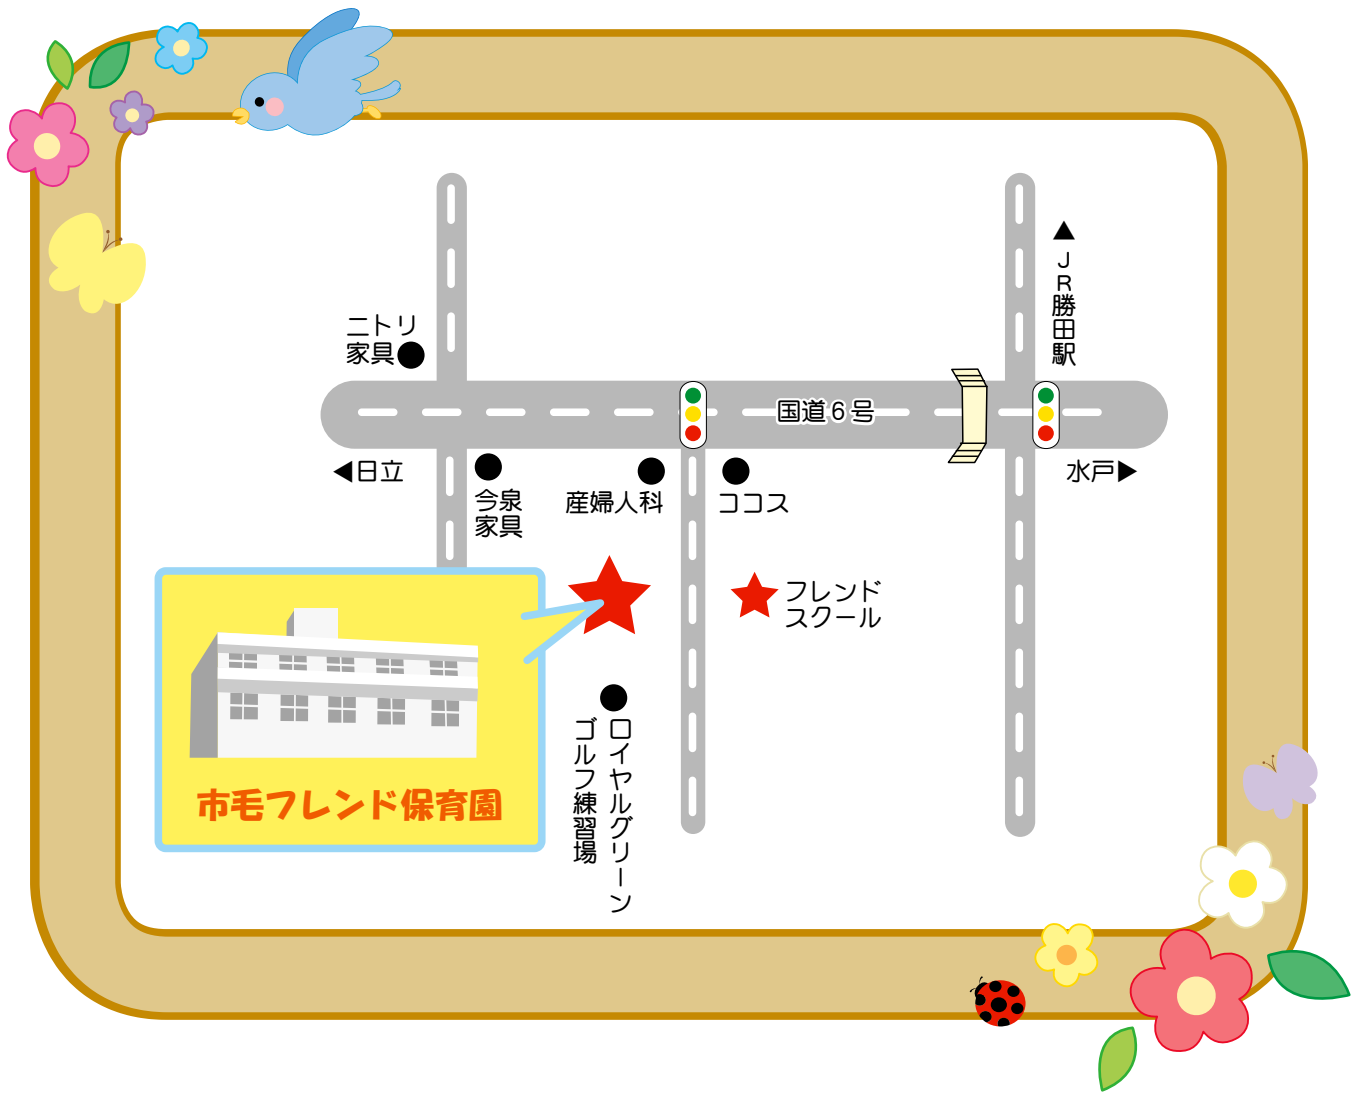 ▲JR勝田駅
ニトリ
家具
国道6号
◀日立
水戸▶
今泉
家具
産婦人科
ココス
フレンド
スクール
ロイヤルグリーン
ゴルフ練習場
市毛フレンド保育園